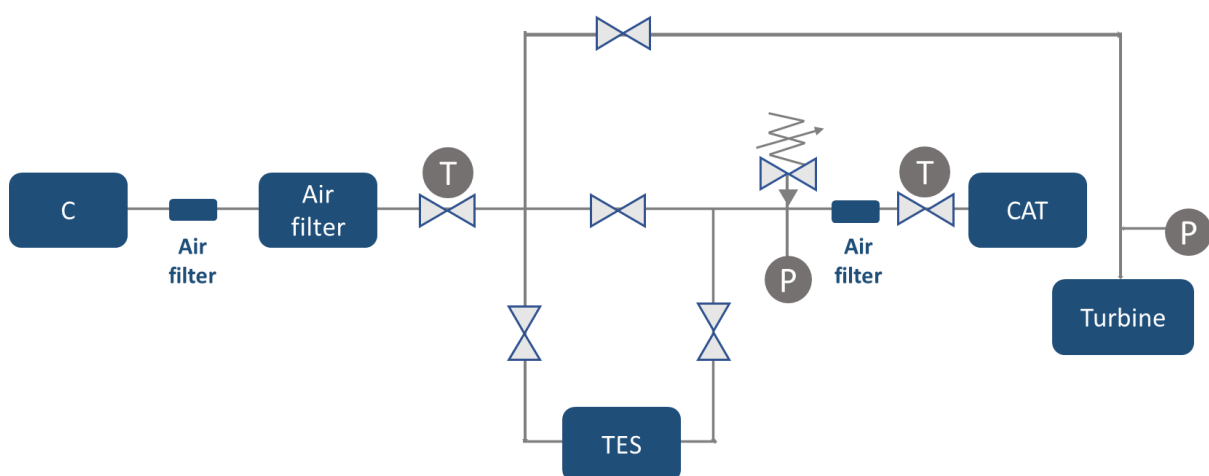 C
Air
filter
Air
filter
T
P
Air
filter
T
CAT
P
Turbine
TES